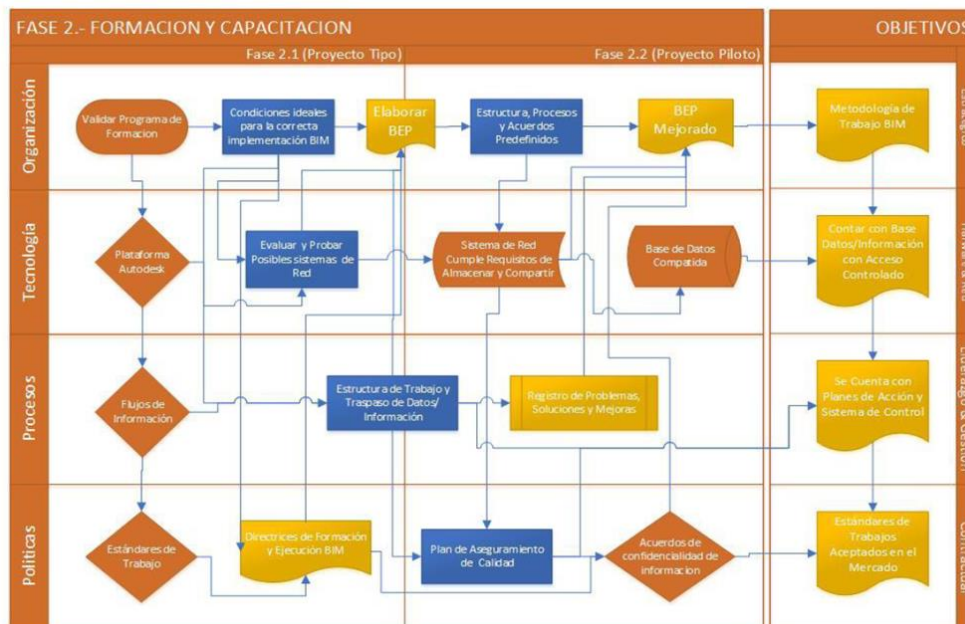 FASE 2.- FORMACION Y CAPACITACION
OBJETIVOS
Fase 2.1 (Proyecto Tipo)
Fase 2.2 (Proyecto Piloto)
Organización
Validar Programa de
Formacion
Condiciones ideales
para la correcta
implementación BIM
Elaborar
BEP
Estructura, Procesos
y Acuerdos
Predefinidos
BEP
Mejorado
Metodología de
Trabajo BIM
Tecnología
Plataforma
Autodesk
Evaluar y Probar
Posibles sistemas de
Red
Sistema de Red
Cumple Requisitos de
Almacenar y Compartir
Base de Datos
Compatida
Contar con Base
Datos/Información
con Acceso
Controlado
Procesos
Flujos de
Información
Estructura de Trabajo y
Traspaso de Datos/
Información
Registro de Problemas,
Soluciones y Mejoras
Se Cuenta con
Planes de Acción y
Sistema de Control
Politicas
Estándares de
Trabajo
Directrices de Formación
y Ejecución BIM
Plan de Aseguramiento
de Calidad
Acuerdos de
confidencialidad de
informacion
Estándares de
Trabajos
Aceptados en el
Mercado